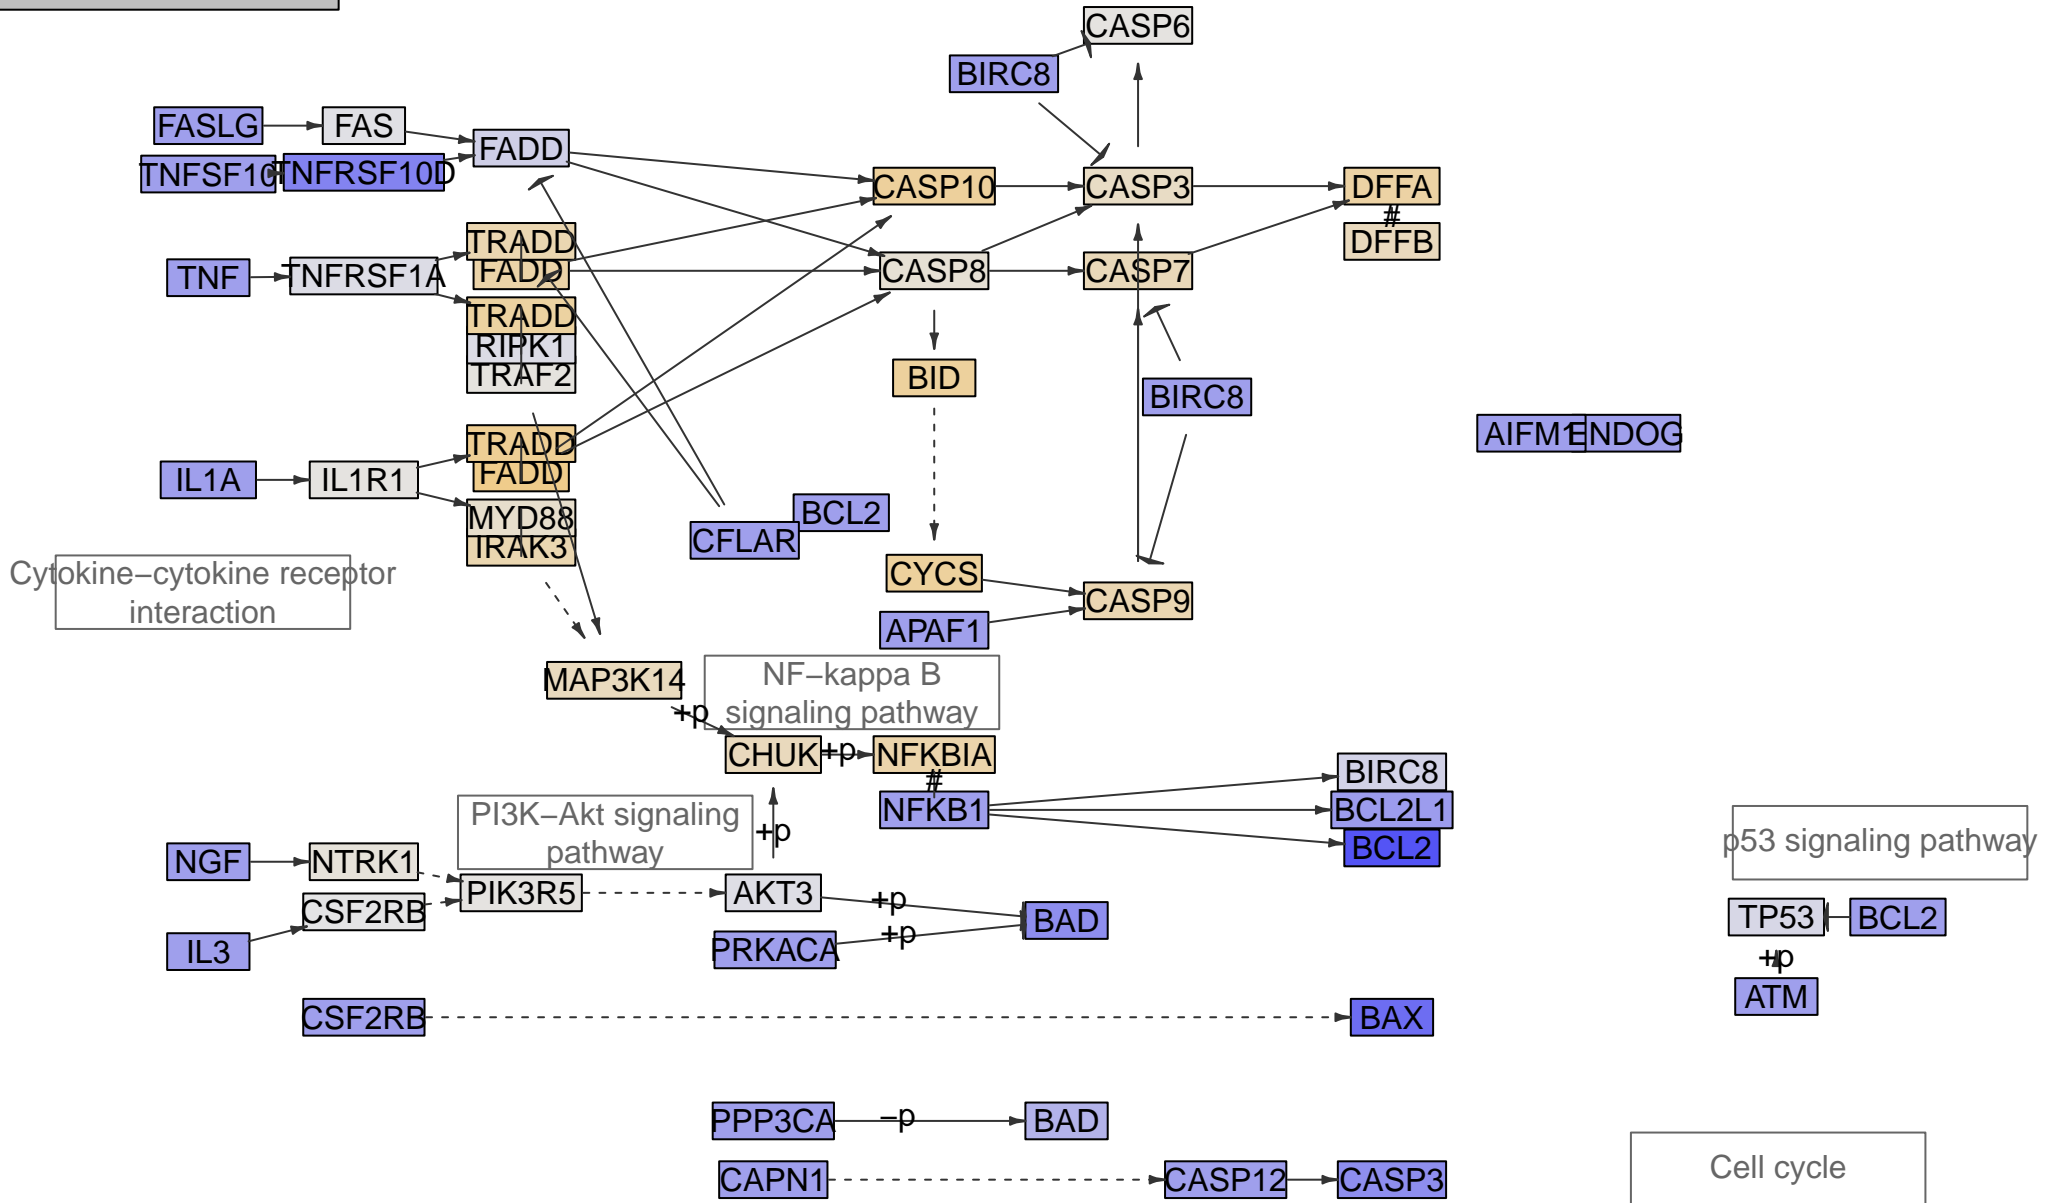 CASP6
BIRC8
FASLG
FAS
FADD
TNFSF10
TNFRSF10D
CASP10
CASP3
DFFA
#
DFFB
TRADD
FADD
TNF
TNFRSF1A
CASP8
CASP7
TRADD
RIPK1
TRAF2
BID
BIRC8
AIFM1
ENDOG
TRADD
FADD
IL1A
IL1R1
MYD88
IRAK3
BCL2
CFLAR
CYCS
CASP9
APAF1
Cytokine−cytokine receptor
interaction
MAP3K14
NF−kappa B
signaling pathway
+p
CHUK
+p
NFKBIA
#
NFKB1
BIRC8
BCL2L1
BCL2
PI3K−Akt signaling
pathway
+p
p53 signaling pathway
NGF
NTRK1
PIK3R5
AKT3
+p
BAD
CSF2RB
IL3
PRKACA
+p
TP53
BCL2
+p
ATM
CSF2RB
BAX
PPP3CA
−p
BAD
CAPN1
CASP12
CASP3
Cell cycle